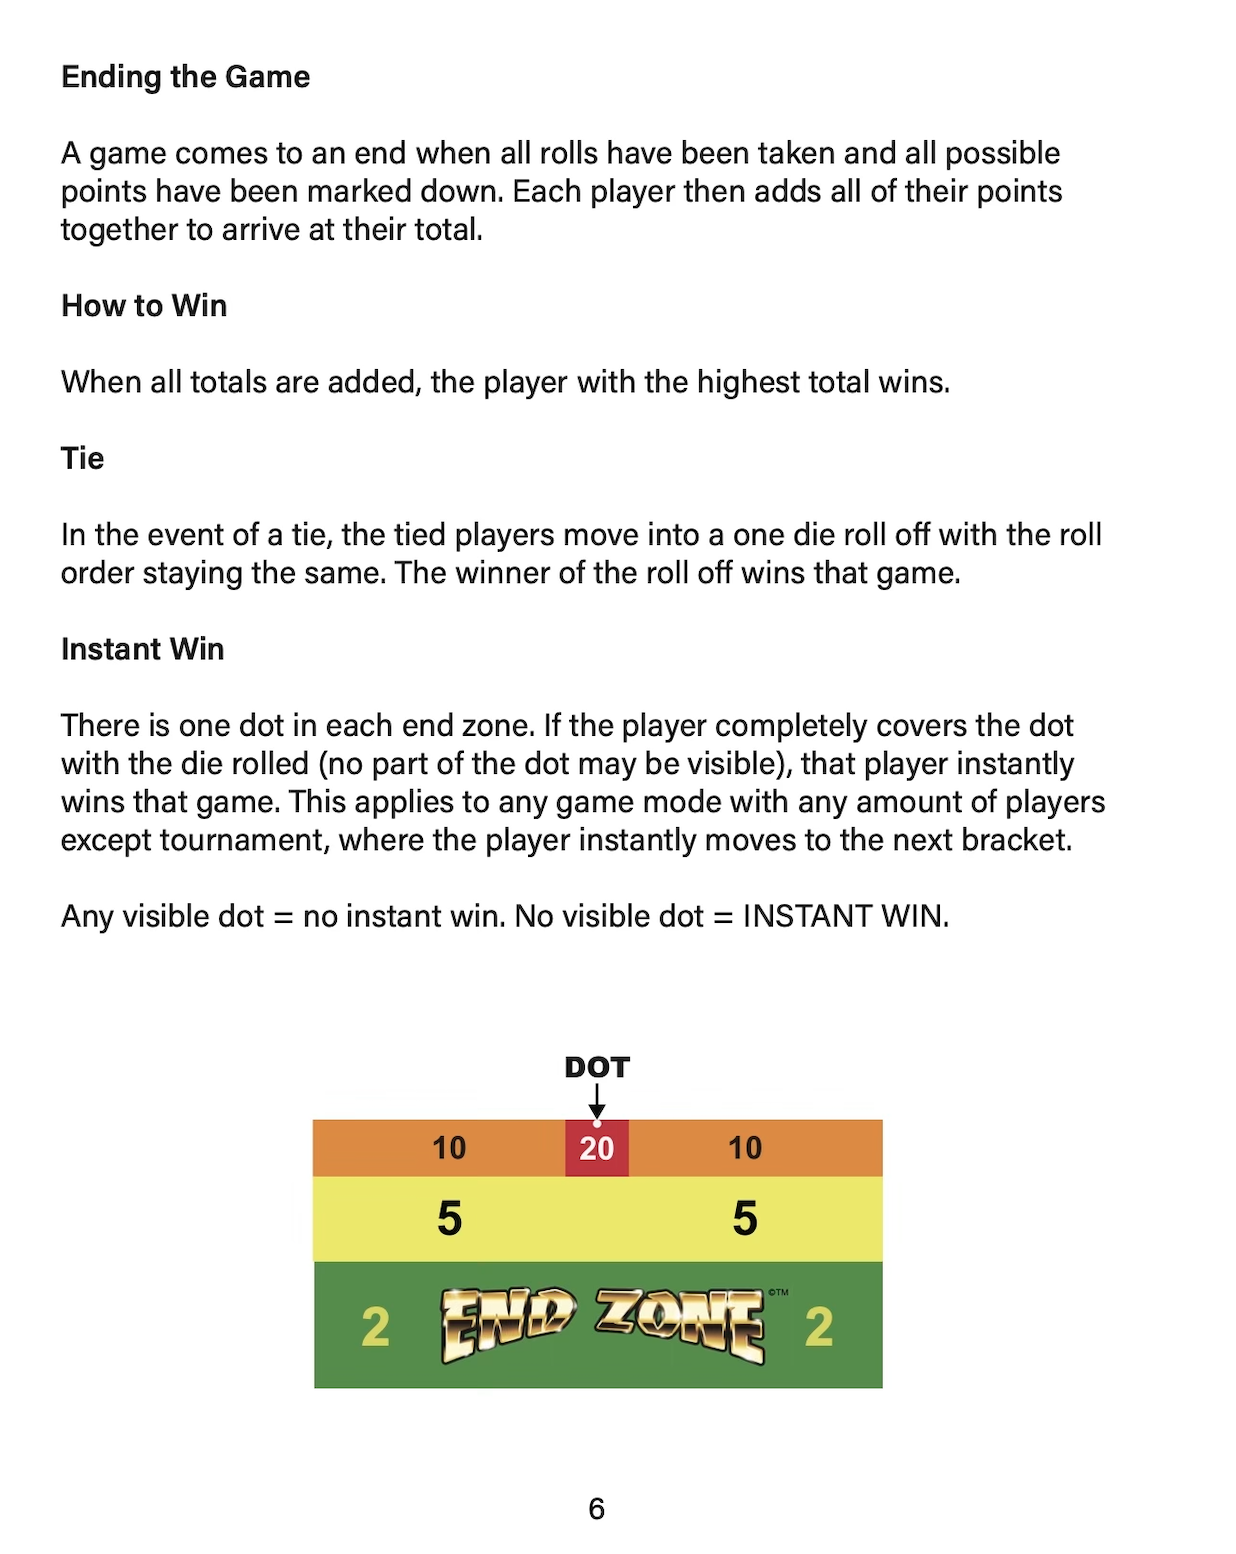 Ending the Game
A game comes to an end when all rolls have been taken and all possible
points have been marked down. Each player then adds all of their points
together to arrive at their total.
How to Win
When all totals are added, the player with the highest total wins.
Tie
In the event of a tie, the tied players move into a one die roll off with the roll
order staying the same. The winner of the roll off wins that game.
Instant Win
There is one dot in each end zone. If the player completely covers the dot
with the die rolled (no part of the dot may be visible), that player instantly
wins that game. This applies to any game mode with any amount of players
except tournament, where the player instantly moves to the next bracket.
Any visible dot = no instant win. No visible dot = INSTANT WIN.
DOT
10 20 10
5 5
2 END ZONE ©™ 2
6